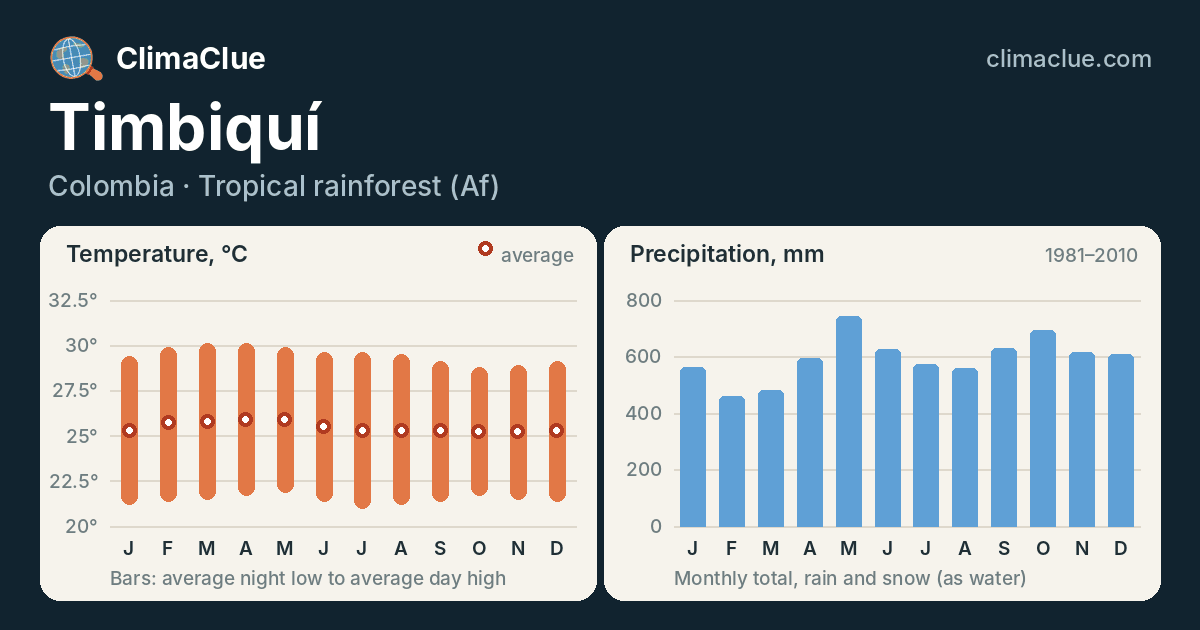 ClimaClue
climaclue.com
Timbiquí
Colombia · Tropical rainforest (Af)
Temperature, °C
average
32.5°
30°
27.5°
25°
22.5°
20°
J F M A M J J A S O N D
Bars: average night low to average day high
Precipitation, mm
1981–2010
800
600
400
200
0
J F M A M J J A S O N D
Monthly total, rain and snow (as water)